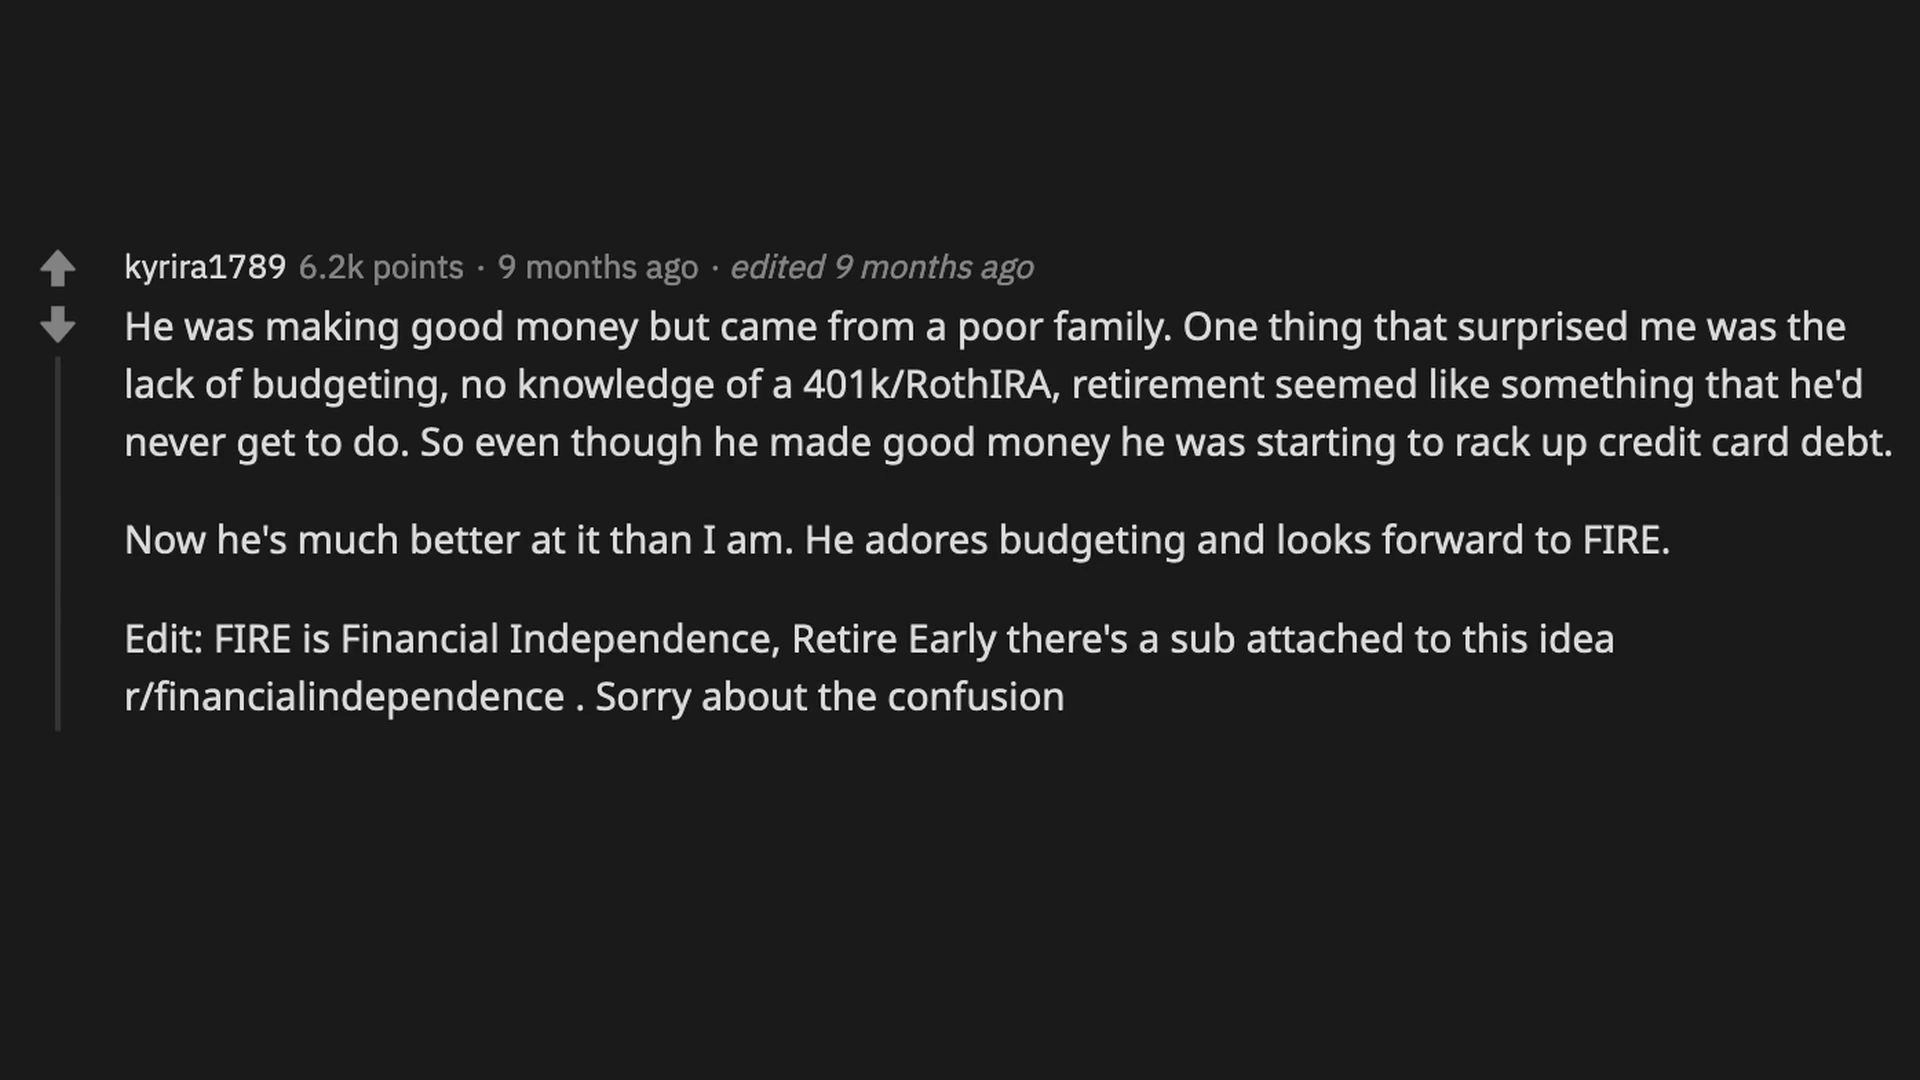 kyrira1789 6.2k points · 9 months ago · edited 9 months ago
He was making good money but came from a poor family. One thing that surprised me was the
lack of budgeting, no knowledge of a 401k/RothIRA, retirement seemed like something that he'd
never get to do. So even though he made good money he was starting to rack up credit card debt.
Now he's much better at it than I am. He adores budgeting and looks forward to FIRE.
Edit: FIRE is Financial Independence, Retire Early there's a sub attached to this idea
r/financialindependence . Sorry about the confusion